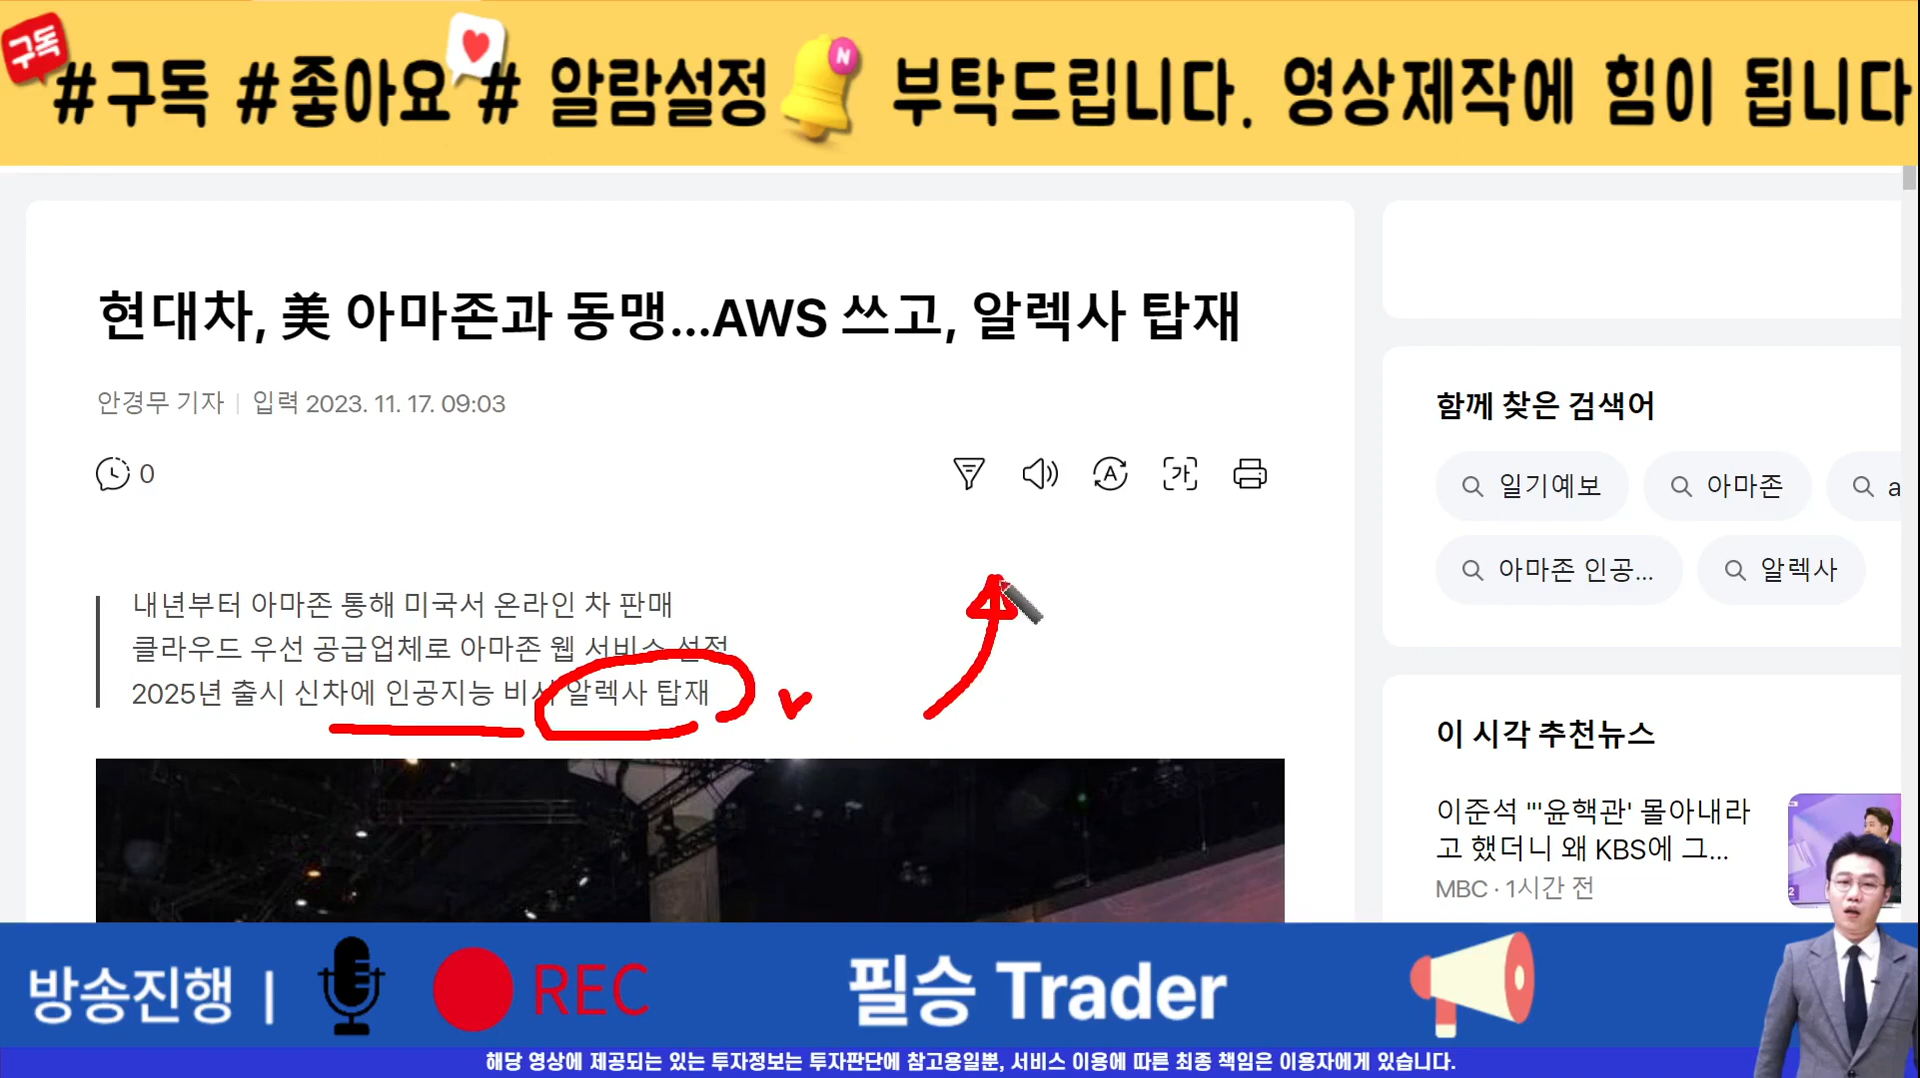 구독
#구독 #좋아요 # 알람설정 N 부탁드립니다. 영상제작에 힘이 됩니다
현대차, 美 아마존과 동맹...AWS 쓰고, 알렉사 탑재
안경무 기자 | 입력 2023. 11. 17. 09:03
0
A
가
내년부터 아마존 통해 미국서 온라인 차 판매
클라우드 우선 공급업체로 아마존 웹 서비스 선정
2025년 출시 신차에 인공지능 비서 알렉사 탑재
함께 찾은 검색어
일기예보
아마존
a
아마존 인공...
알렉사
이 시각 추천뉴스
이준석 "'윤핵관' 몰아내라
고 했더니 왜 KBS에 그...
MBC · 1시간 전
방송진행 |
REC
필승 Trader
해당 영상에 제공되는 있는 투자정보는 투자판단에 참고용일뿐, 서비스 이용에 따른 최종 책임은 이용자에게 있습니다.